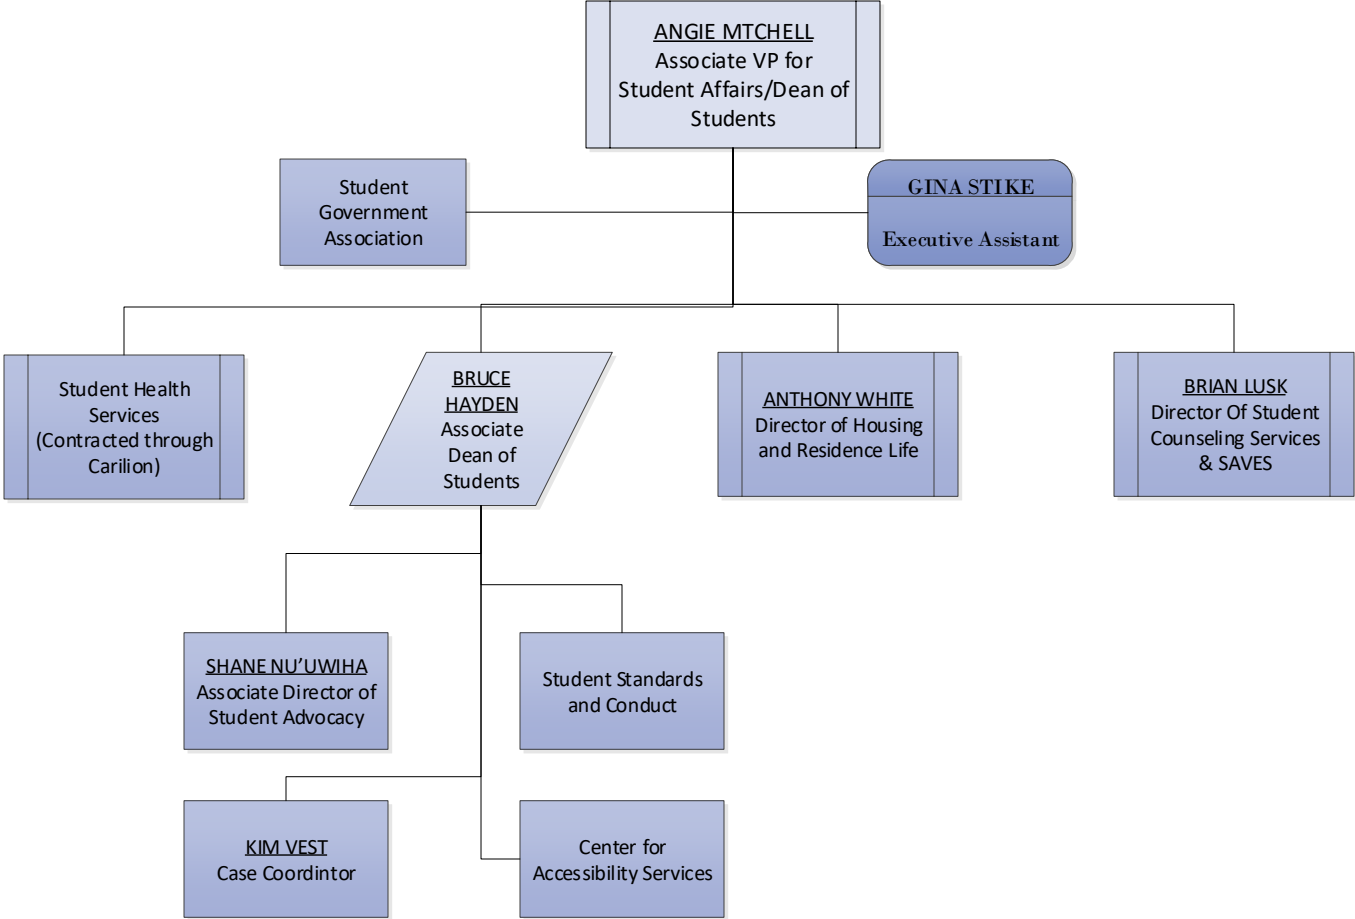 ANGIE MTCHELL
Associate VP for
Student Affairs/Dean of
Students
Student
Government
Association
GINA STIKE
Executive Assistant
Student Health
Services
(Contracted through
Carilion)
BRUCE
HAYDEN
Associate
Dean of
Students
ANTHONY WHITE
Director of Housing
and Residence Life
BRIAN LUSK
Director Of Student
Counseling Services
& SAVES
SHANE NU’UWIHA
Associate Director of
Student Advocacy
Student Standards
and Conduct
KIM VEST
Case Coordintor
Center for
Accessibility Services